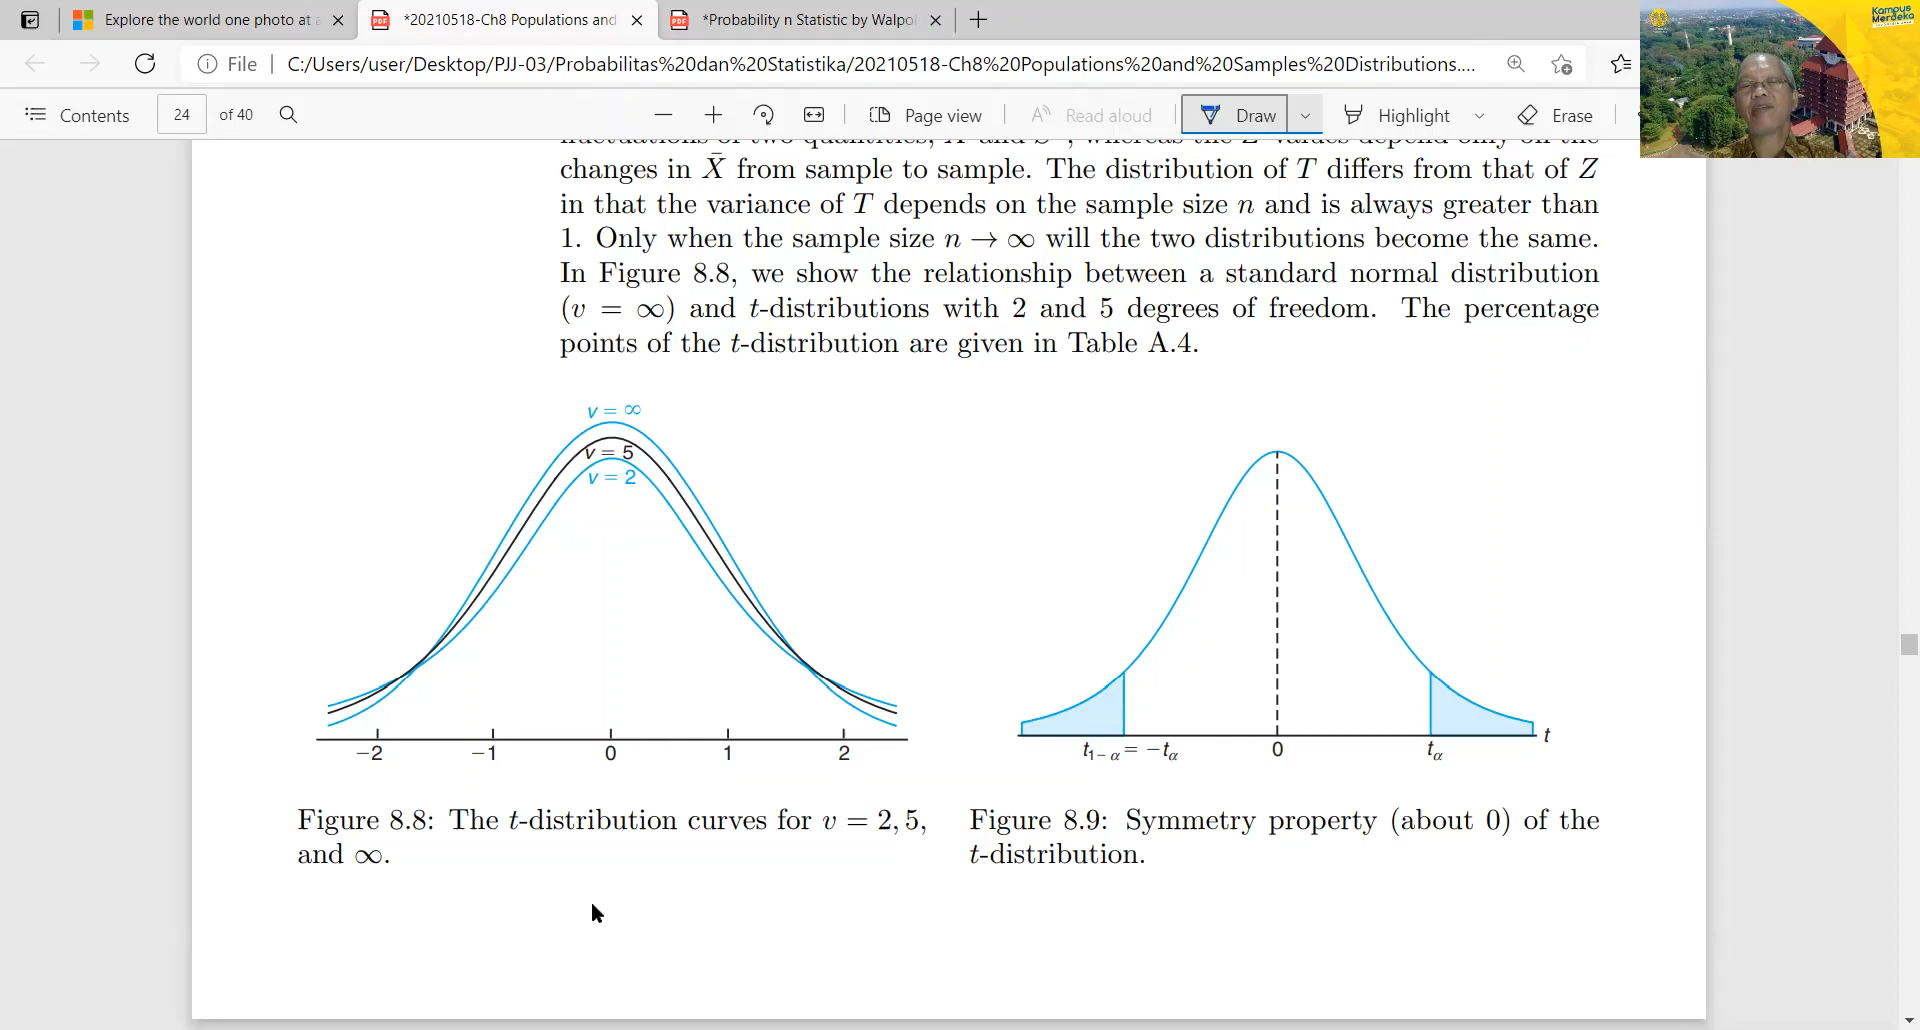 Explore the world one photo at a
*20210518-Ch8 Populations and
*Probability n Statistic by Walpol
Kampus
Merdeka
File
C:/Users/user/Desktop/PJJ-03/Probabilitas%20dan%20Statistika/20210518-Ch8%20Populations%20and%20Samples%20Distributions....
Contents
24
of 40
Page view
Read aloud
Draw
Highlight
Erase
changes in X̄ from sample to sample. The distribution of T differs from that of Z
in that the variance of T depends on the sample size n and is always greater than
1. Only when the sample size n → ∞ will the two distributions become the same.
In Figure 8.8, we show the relationship between a standard normal distribution
(v = ∞) and t-distributions with 2 and 5 degrees of freedom. The percentage
points of the t-distribution are given in Table A.4.
v = ∞
v = 5
v = 2
−2 −1 0 1 2
t₁₋α = −tα 0 tα t
Figure 8.8: The t-distribution curves for v = 2, 5,
and ∞.
Figure 8.9: Symmetry property (about 0) of the
t-distribution.